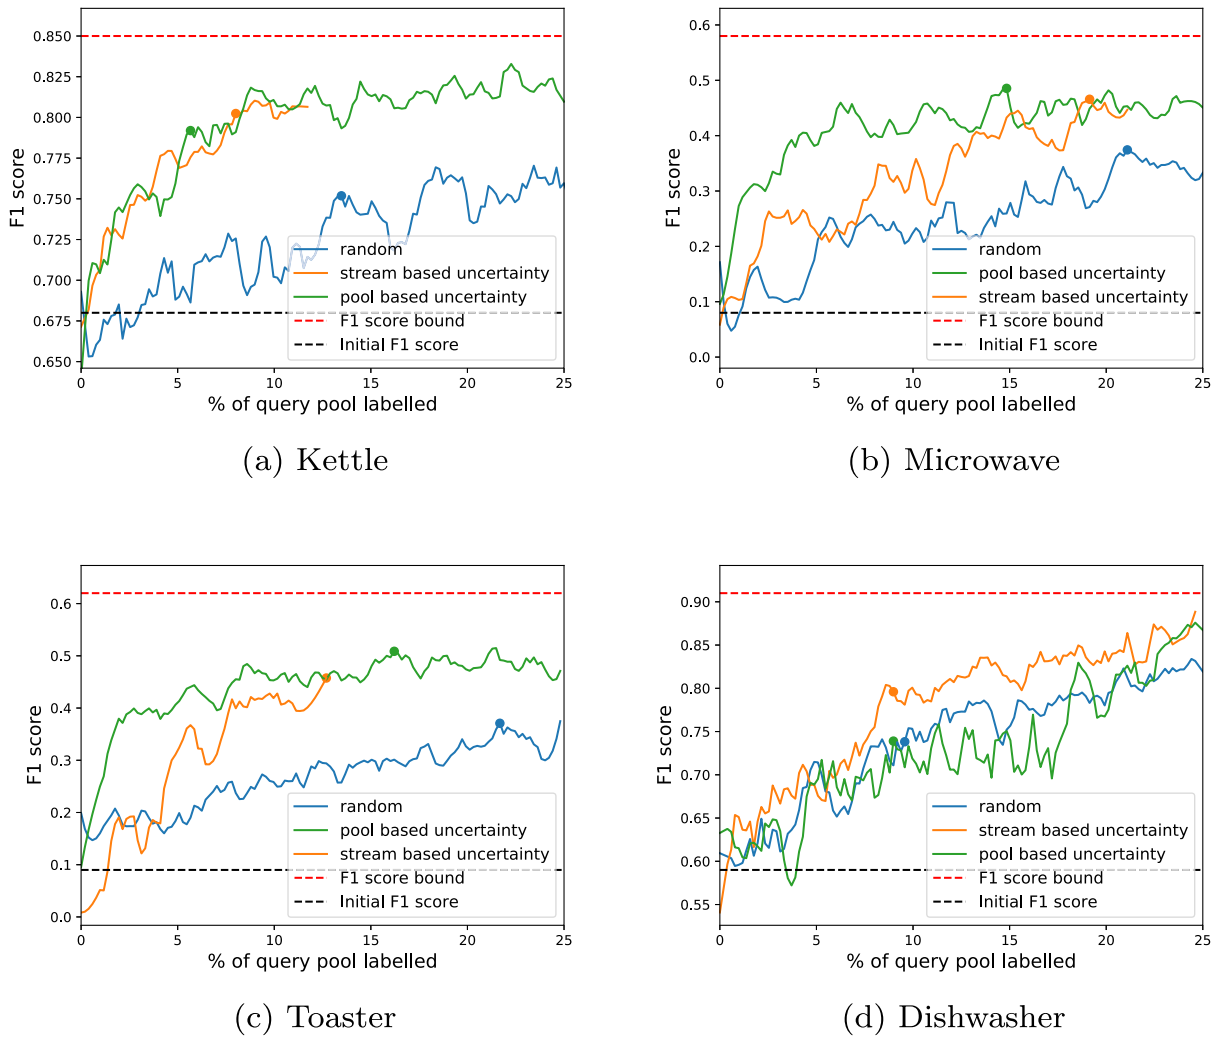 0.850
0.825
0.800
0.775
0.750
0.725
0.700
0.675
0.650
F1 score
random
stream based uncertainty
pool based uncertainty
F1 score bound
Initial F1 score
0 5 10 15 20 25
% of query pool labelled
(a) Kettle
0.6
0.5
0.4
0.3
0.2
0.1
0.0
F1 score
random
pool based uncertainty
stream based uncertainty
F1 score bound
Initial F1 score
0 5 10 15 20 25
% of query pool labelled
(b) Microwave
0.6
0.5
0.4
0.3
0.2
0.1
0.0
F1 score
random
pool based uncertainty
stream based uncertainty
F1 score bound
Initial F1 score
0 5 10 15 20 25
% of query pool labelled
(c) Toaster
0.90
0.85
0.80
0.75
0.70
0.65
0.60
0.55
F1 score
random
stream based uncertainty
pool based uncertainty
F1 score bound
Initial F1 score
0 5 10 15 20 25
% of query pool labelled
(d) Dishwasher